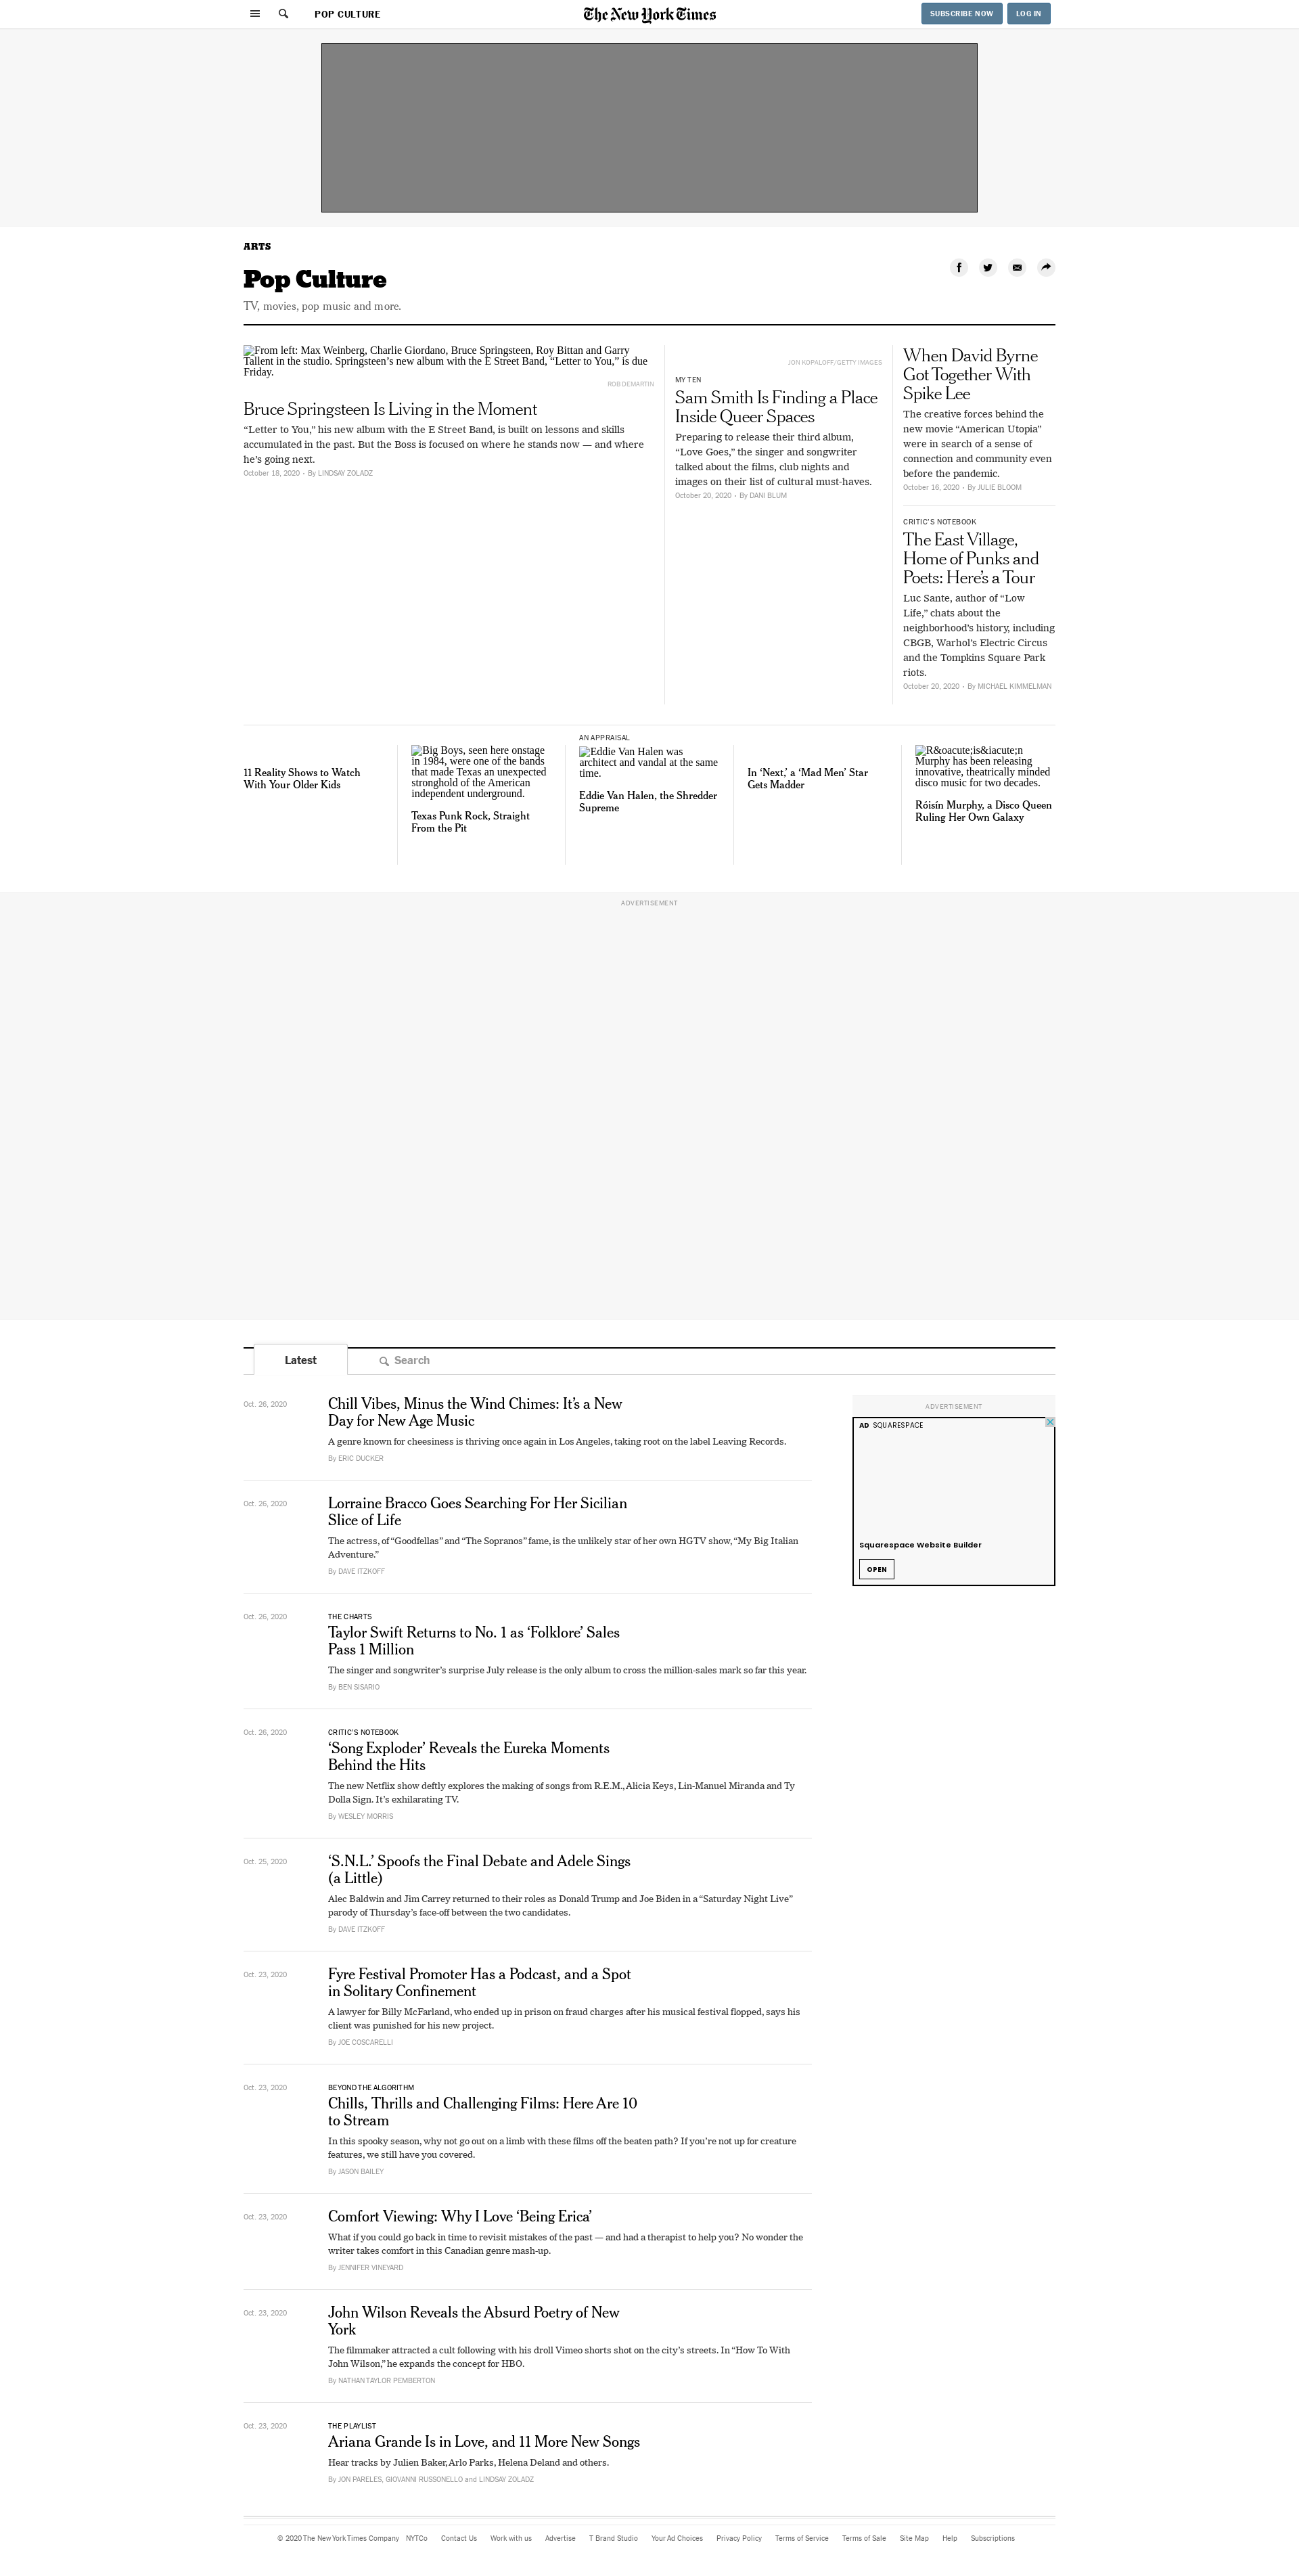 POP CULTURE
The New York Times
SUBSCRIBE NOW
LOG IN
ARTS
Pop Culture
TV, movies, pop music and more.
From left: Max Weinberg, Charlie Giordano, Bruce Springsteen, Roy Bittan and Garry
Tallent in the studio. Springsteen’s new album with the E Street Band, “Letter to You,” is due
Friday.
ROB DEMARTIN
Bruce Springsteen Is Living in the Moment
“Letter to You,” his new album with the E Street Band, is built on lessons and skills
accumulated in the past. But the Boss is focused on where he stands now — and where
he’s going next.
October 18, 2020 · By LINDSAY ZOLADZ
JON KOPALOFF/GETTY IMAGES
MY TEN
Sam Smith Is Finding a Place
Inside Queer Spaces
Preparing to release their third album,
“Love Goes,” the singer and songwriter
talked about the films, club nights and
images on their list of cultural must-haves.
October 20, 2020 · By DANI BLUM
When David Byrne
Got Together With
Spike Lee
The creative forces behind the
new movie “American Utopia”
were in search of a sense of
connection and community even
before the pandemic.
October 16, 2020 · By JULIE BLOOM
CRITIC’S NOTEBOOK
The East Village,
Home of Punks and
Poets: Here’s a Tour
Luc Sante, author of “Low
Life,” chats about the
neighborhood’s history, including
CBGB, Warhol’s Electric Circus
and the Tompkins Square Park
riots.
October 20, 2020 · By MICHAEL KIMMELMAN
11 Reality Shows to Watch
With Your Older Kids
Big Boys, seen here onstage
in 1984, were one of the bands
that made Texas an unexpected
stronghold of the American
independent underground.
Texas Punk Rock, Straight
From the Pit
AN APPRAISAL
Eddie Van Halen was
architect and vandal at the same
time.
Eddie Van Halen, the Shredder
Supreme
In ‘Next,’ a ‘Mad Men’ Star
Gets Madder
R&oacute;is&iacute;n
Murphy has been releasing
innovative, theatrically minded
disco music for two decades.
Róisín Murphy, a Disco Queen
Ruling Her Own Galaxy
ADVERTISEMENT
Latest
Search
Oct. 26, 2020
Chill Vibes, Minus the Wind Chimes: It’s a New
Day for New Age Music
A genre known for cheesiness is thriving once again in Los Angeles, taking root on the label Leaving Records.
By ERIC DUCKER
ADVERTISEMENT
AD SQUARESPACE
Squarespace Website Builder
OPEN
Oct. 26, 2020
Lorraine Bracco Goes Searching For Her Sicilian
Slice of Life
The actress, of “Goodfellas” and “The Sopranos” fame, is the unlikely star of her own HGTV show, “My Big Italian
Adventure.”
By DAVE ITZKOFF
Oct. 26, 2020
THE CHARTS
Taylor Swift Returns to No. 1 as ‘Folklore’ Sales
Pass 1 Million
The singer and songwriter’s surprise July release is the only album to cross the million-sales mark so far this year.
By BEN SISARIO
Oct. 26, 2020
CRITIC’S NOTEBOOK
‘Song Exploder’ Reveals the Eureka Moments
Behind the Hits
The new Netflix show deftly explores the making of songs from R.E.M., Alicia Keys, Lin-Manuel Miranda and Ty
Dolla Sign. It’s exhilarating TV.
By WESLEY MORRIS
Oct. 25, 2020
‘S.N.L.’ Spoofs the Final Debate and Adele Sings
(a Little)
Alec Baldwin and Jim Carrey returned to their roles as Donald Trump and Joe Biden in a “Saturday Night Live”
parody of Thursday’s face-off between the two candidates.
By DAVE ITZKOFF
Oct. 23, 2020
Fyre Festival Promoter Has a Podcast, and a Spot
in Solitary Confinement
A lawyer for Billy McFarland, who ended up in prison on fraud charges after his musical festival flopped, says his
client was punished for his new project.
By JOE COSCARELLI
Oct. 23, 2020
BEYOND THE ALGORITHM
Chills, Thrills and Challenging Films: Here Are 10
to Stream
In this spooky season, why not go out on a limb with these films off the beaten path? If you’re not up for creature
features, we still have you covered.
By JASON BAILEY
Oct. 23, 2020
Comfort Viewing: Why I Love ‘Being Erica’
What if you could go back in time to revisit mistakes of the past — and had a therapist to help you? No wonder the
writer takes comfort in this Canadian genre mash-up.
By JENNIFER VINEYARD
Oct. 23, 2020
John Wilson Reveals the Absurd Poetry of New
York
The filmmaker attracted a cult following with his droll Vimeo shorts shot on the city’s streets. In “How To With
John Wilson,” he expands the concept for HBO.
By NATHAN TAYLOR PEMBERTON
Oct. 23, 2020
THE PLAYLIST
Ariana Grande Is in Love, and 11 More New Songs
Hear tracks by Julien Baker, Arlo Parks, Helena Deland and others.
By JON PARELES, GIOVANNI RUSSONELLO and LINDSAY ZOLADZ
© 2020 The New York Times Company NYTCo Contact Us Work with us Advertise T Brand Studio Your Ad Choices Privacy Policy Terms of Service Terms of Sale Site Map Help Subscriptions